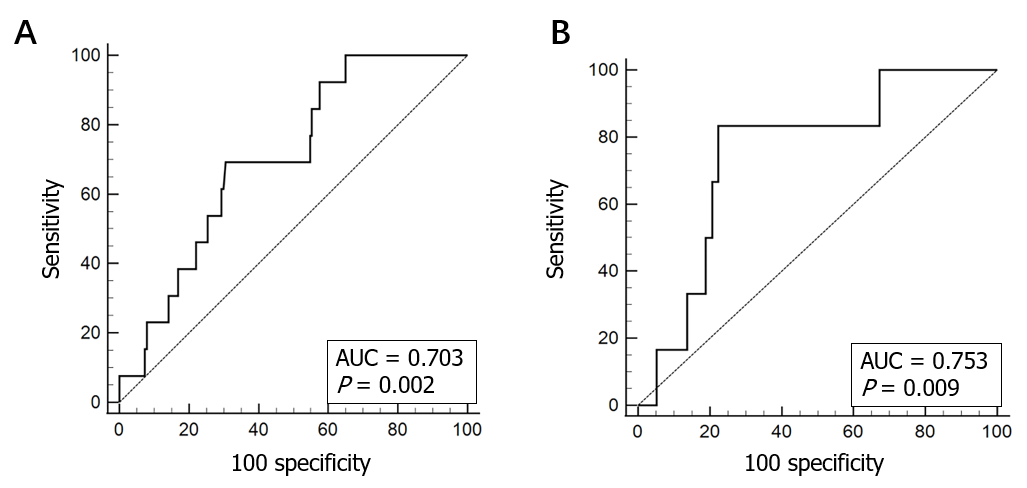 A
100
80
60
40
20
0
Sensitivity
AUC = 0.703
P = 0.002
0 20 40 60 80 100
100 specificity
B
100
80
60
40
20
0
Sensitivity
AUC = 0.753
P = 0.009
0 20 40 60 80 100
100 specificity